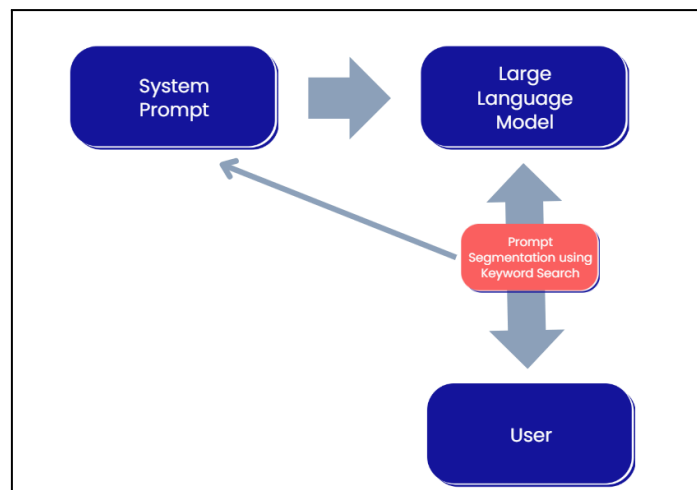 System
Prompt
Large
Language
Model
Prompt
Segmentation using
Keyword Search
User